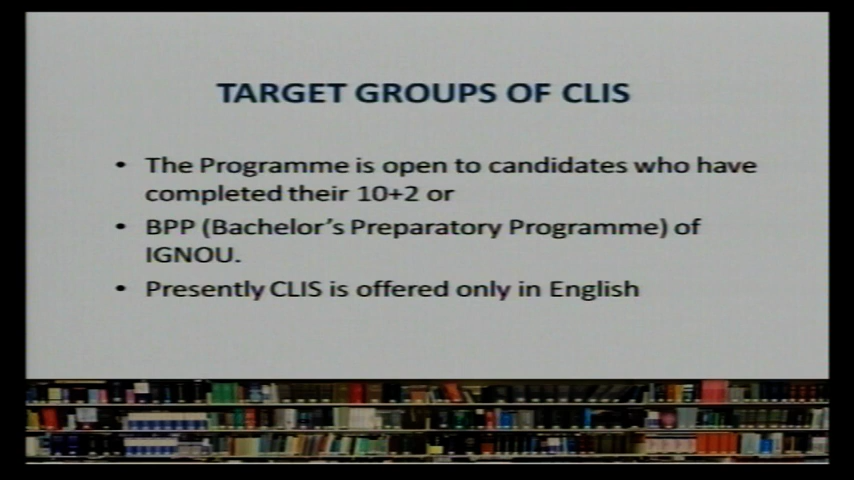 TARGET GROUPS OF CLIS
• The Programme is open to candidates who have
completed their 10+2 or
• BPP (Bachelor's Preparatory Programme) of
IGNOU.
• Presently CLIS is offered only in English